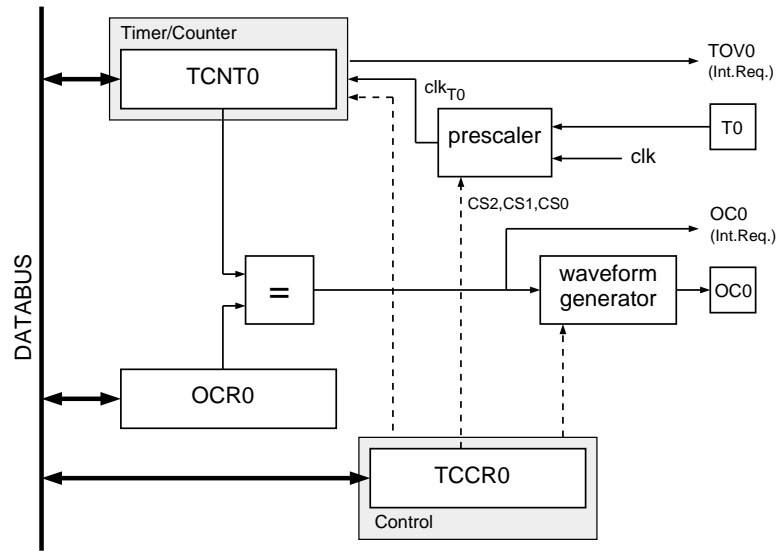 Timer/Counter
TCNT0
TOV0
(Int.Req.)
clkT0
prescaler
T0
clk
CS2,CS1,CS0
OC0
(Int.Req.)
=
waveform
generator
OC0
DATABUS
OCR0
TCCR0
Control